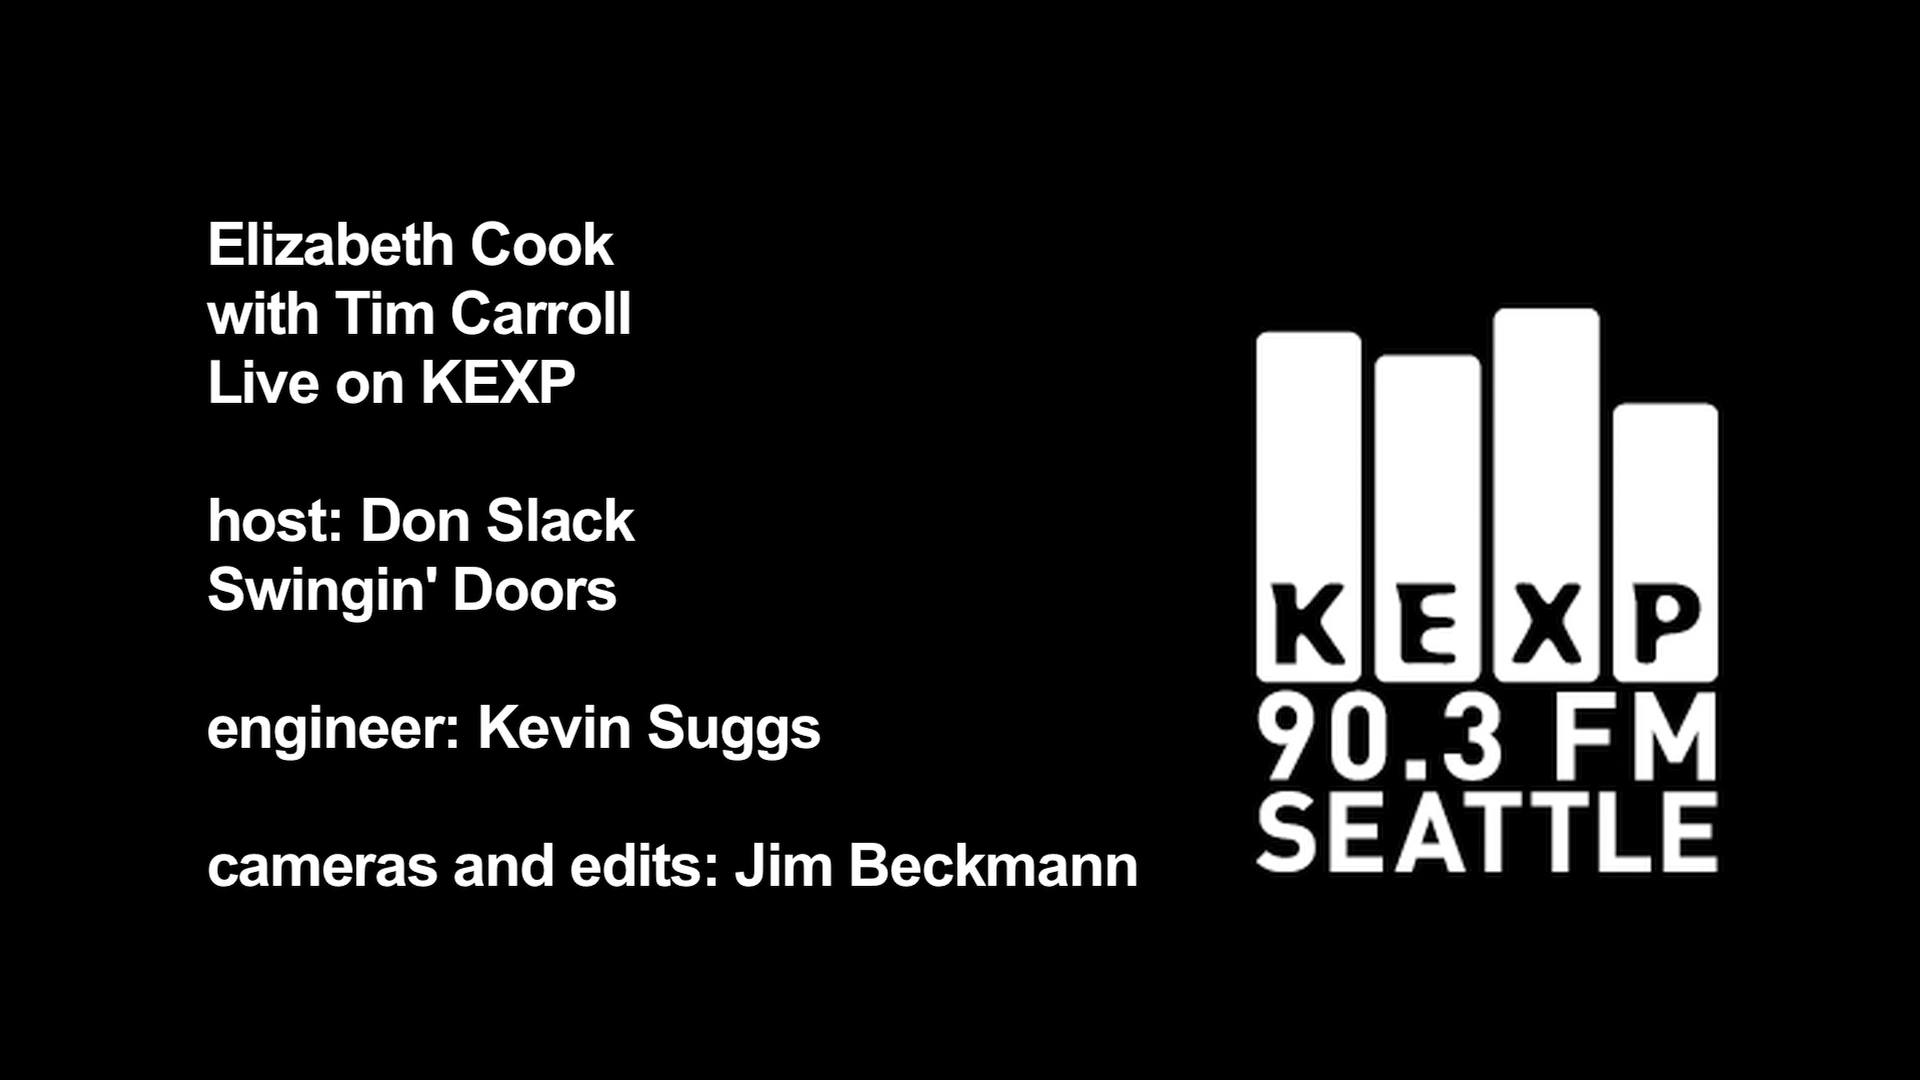 Elizabeth Cook
with Tim Carroll
Live on KEXP
host: Don Slack
Swingin' Doors
engineer: Kevin Suggs
cameras and edits: Jim Beckmann
KEXP
90.3 FM
SEATTLE